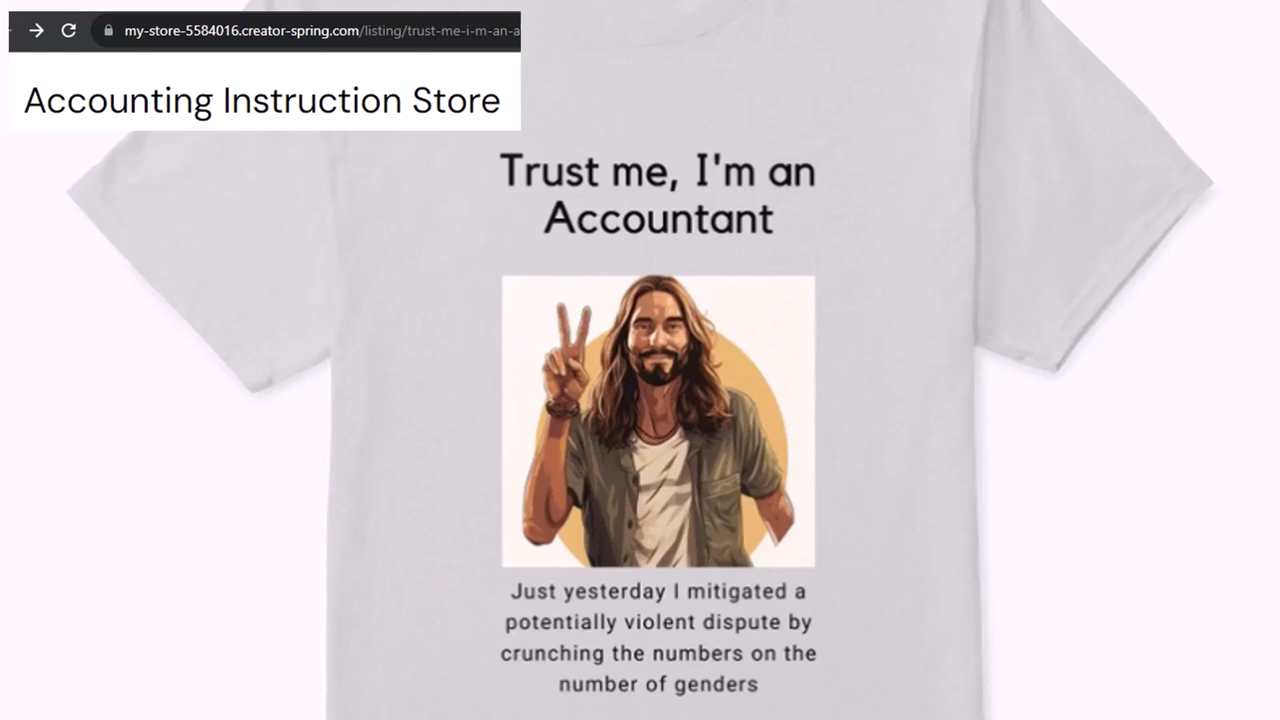 my-store-5584016.creator-spring.com/listing/trust-me-i-m-an-a
Accounting Instruction Store
Trust me, I'm an
Accountant
Just yesterday I mitigated a
potentially violent dispute by
crunching the numbers on the
number of genders